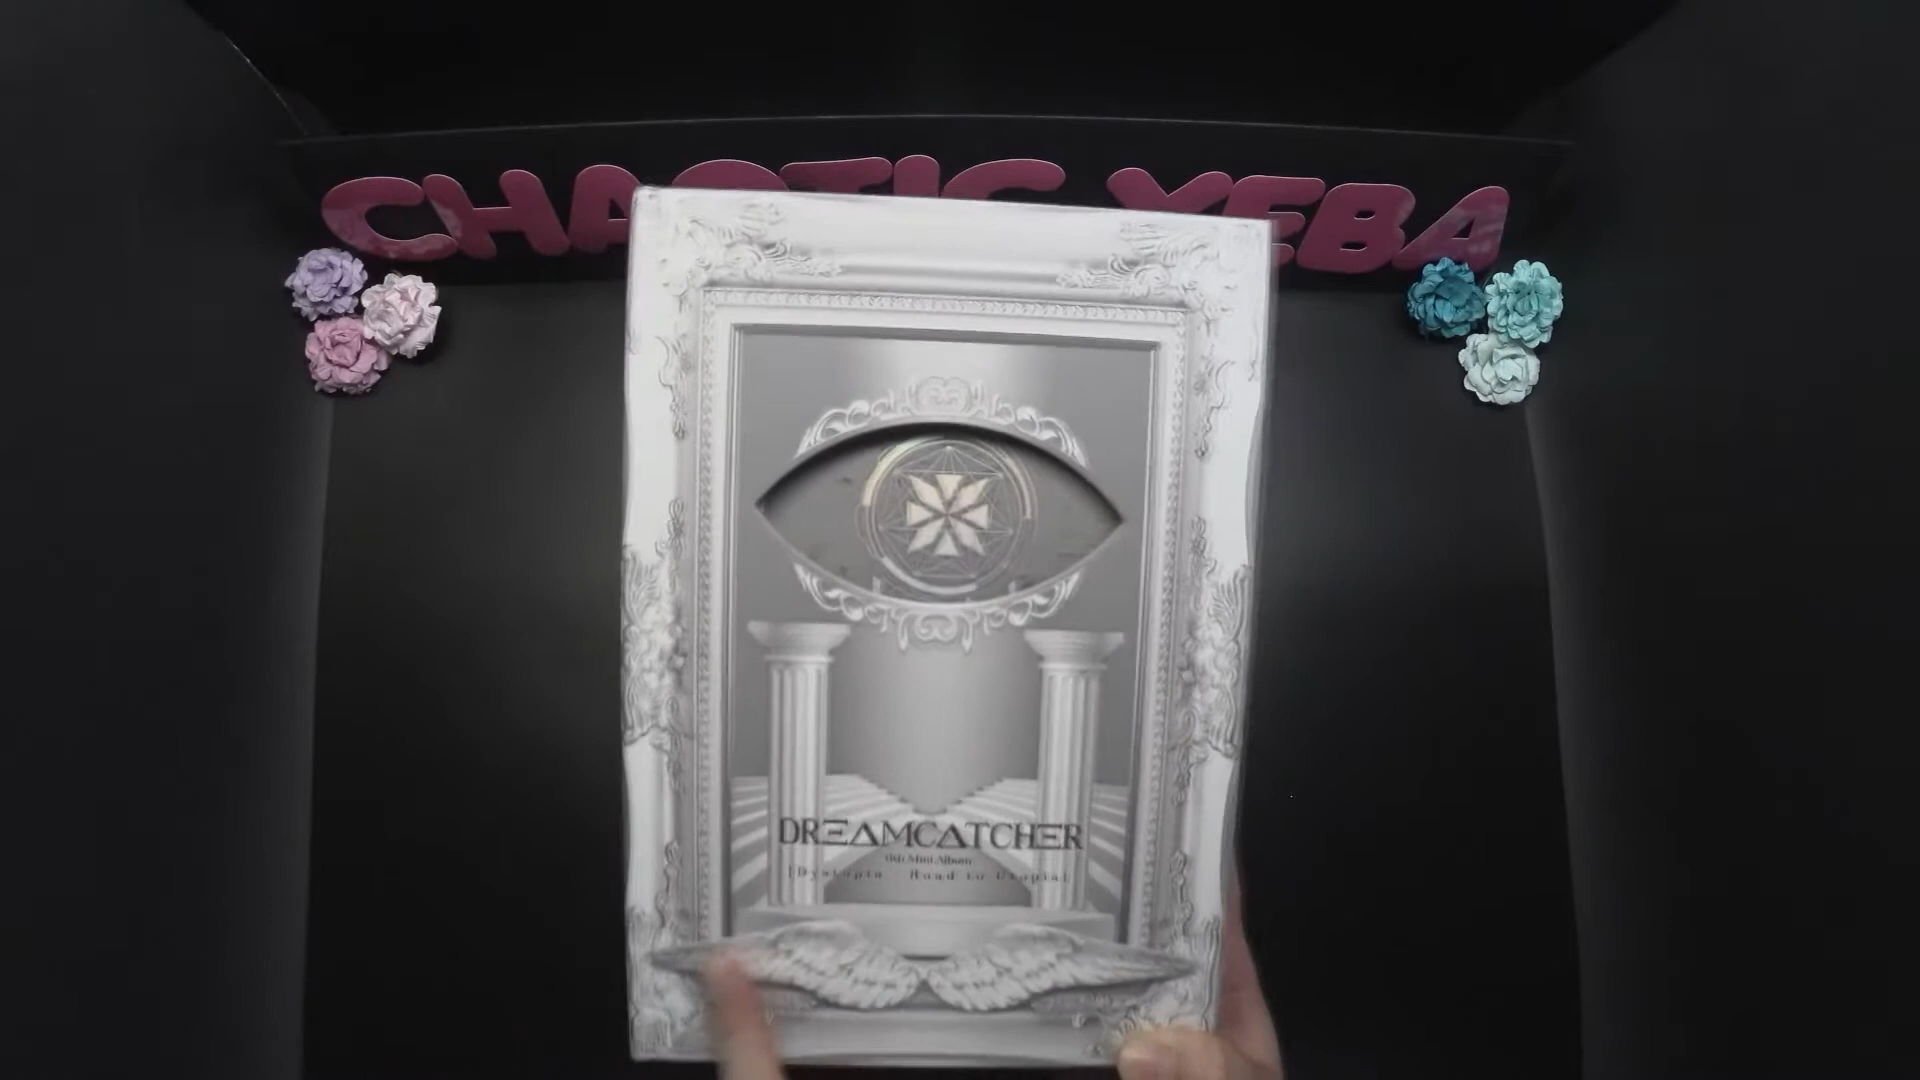 CHAOTIC YEBA
DREAMCATCHER
6th Mini Album
[Dystopia Road to Utopia]